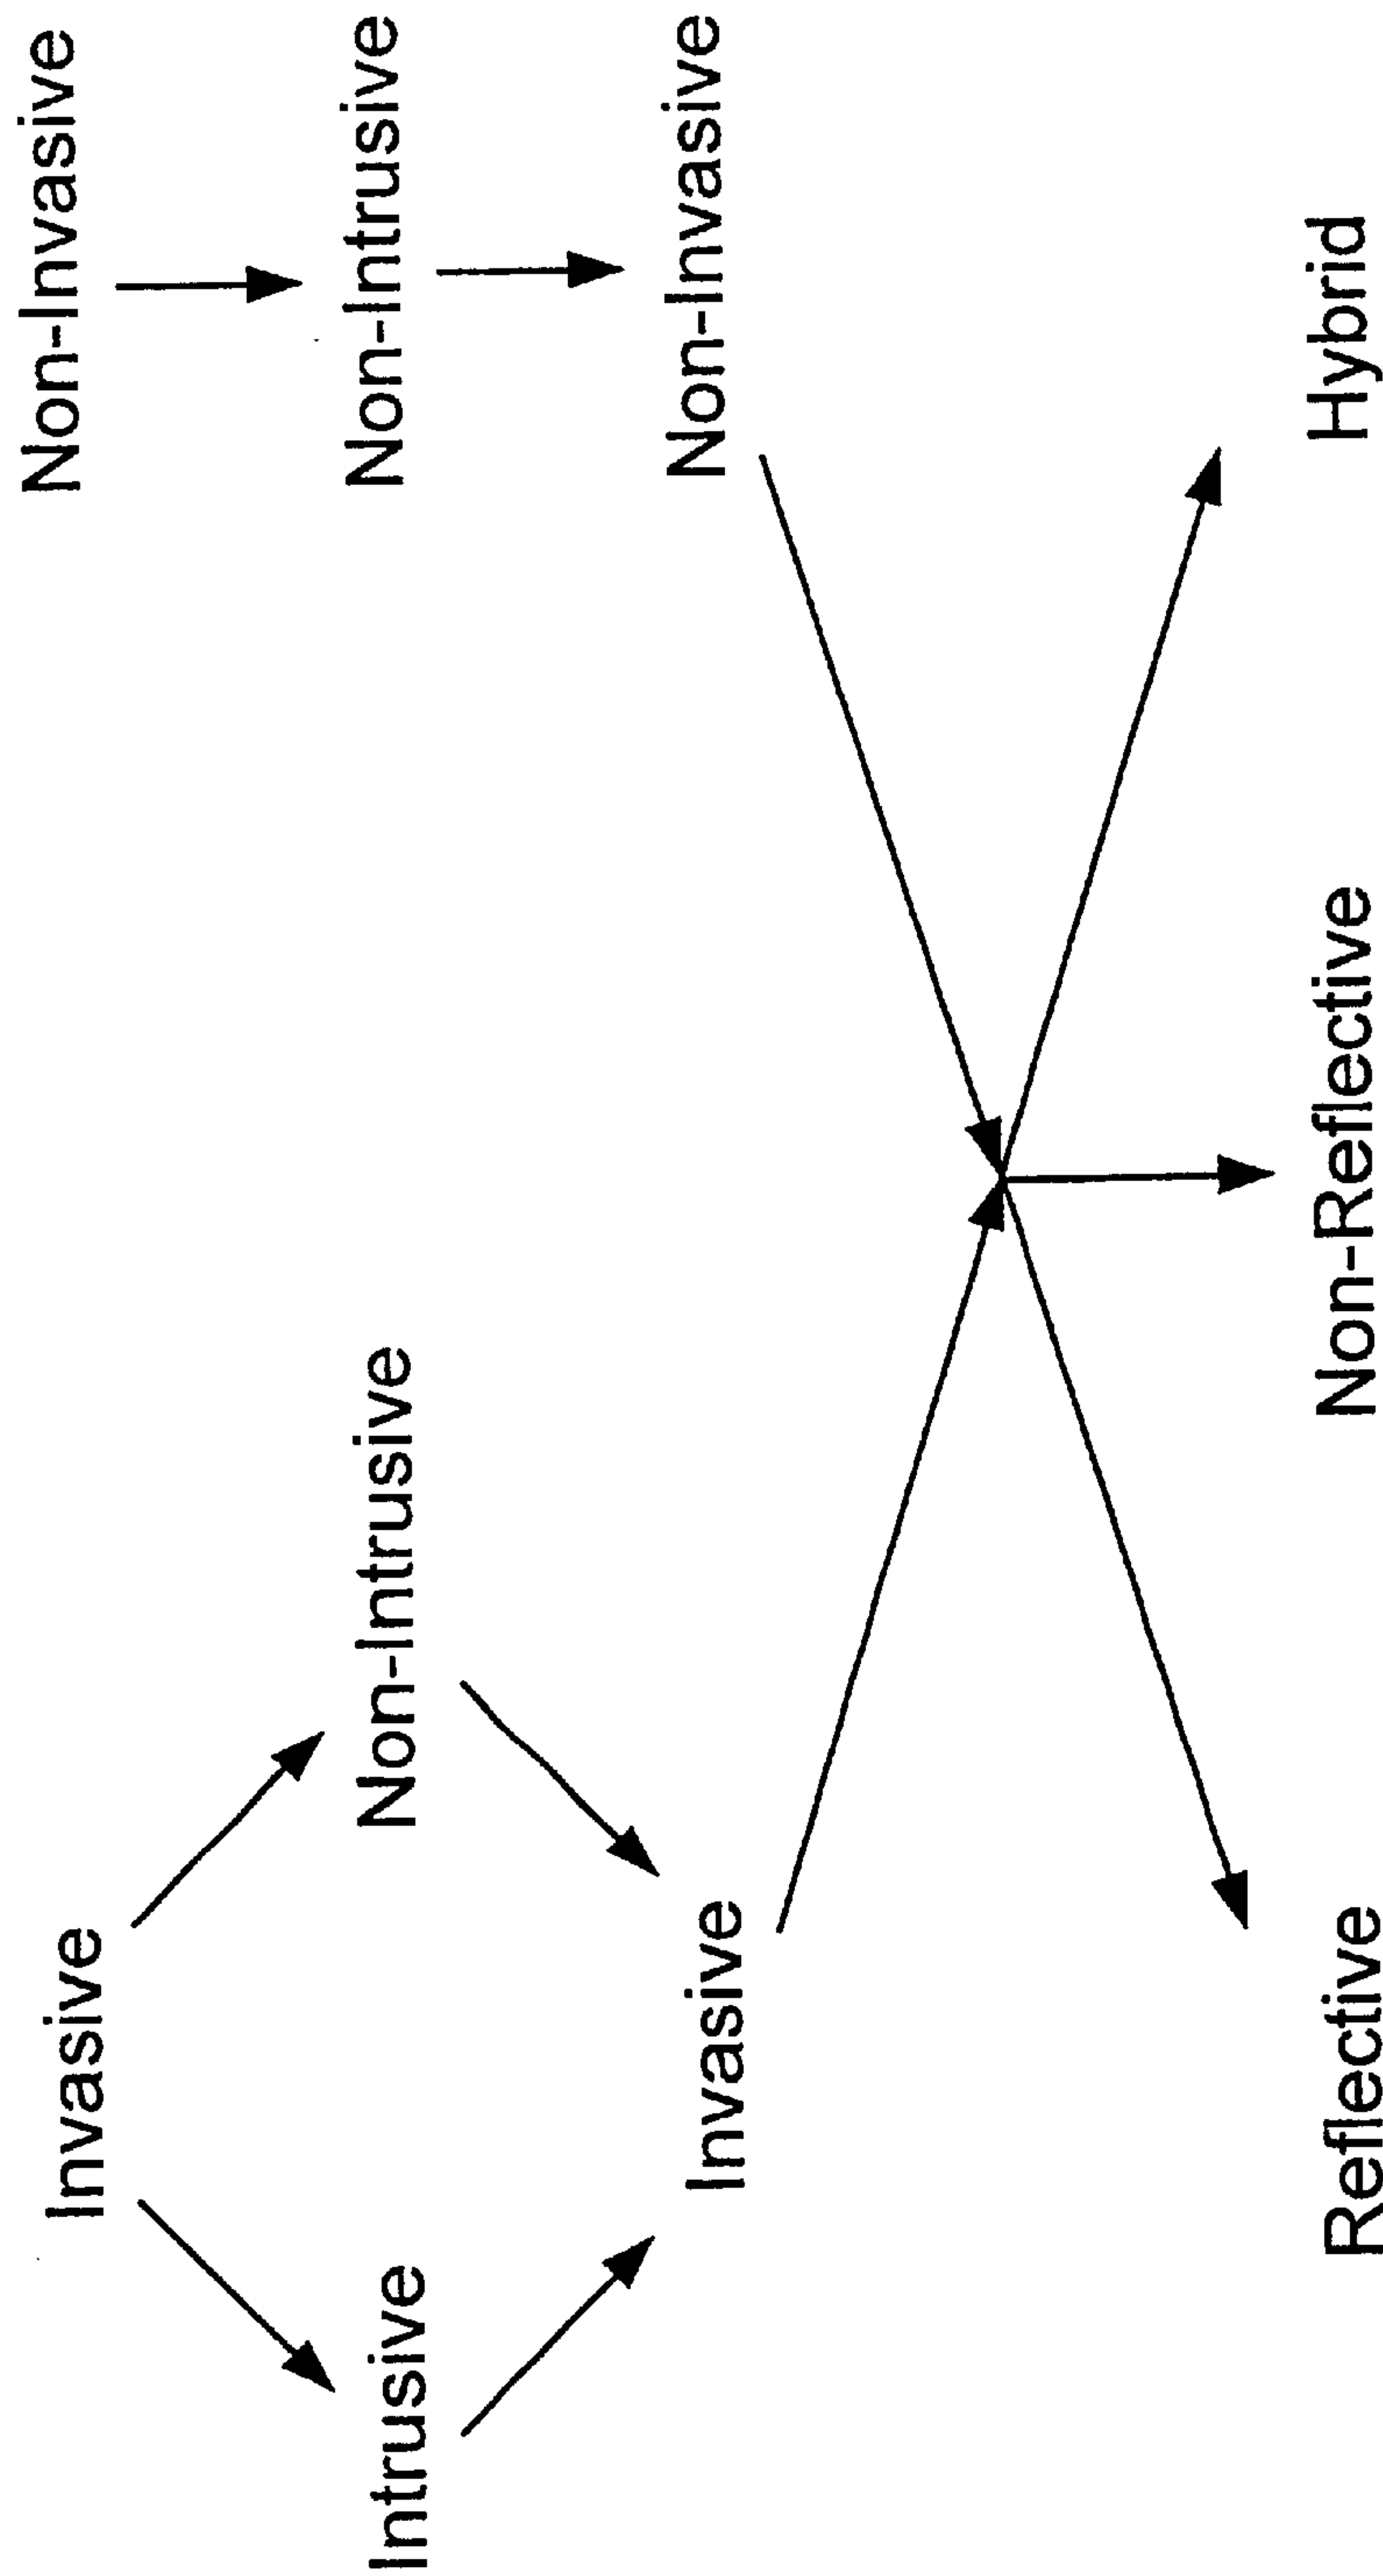 Invasive
Non-Invasive
Intrusive
Non-Intrusive
Non-Intrusive
Invasive
Non-Invasive
Reflective
Non-Reflective
Hybrid